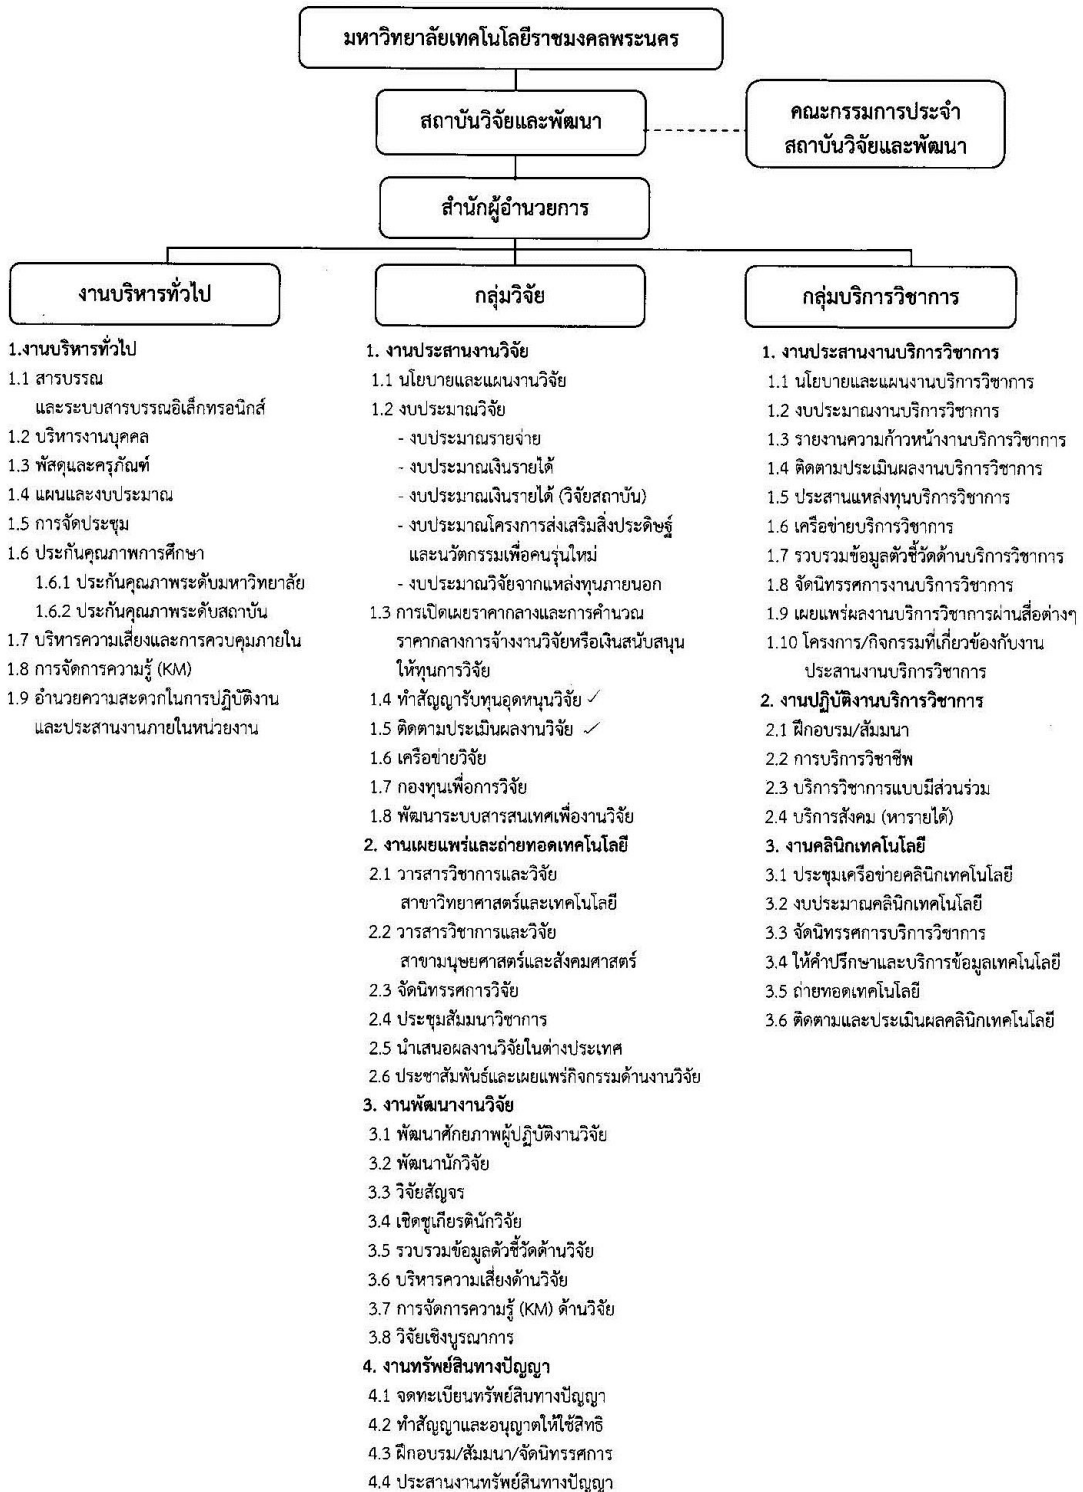 มหาวิทยาลัยเทคโนโลยีราชมงคลพระนคร
สถาบันวิจัยและพัฒนา
คณะกรรมการประจำ
สถาบันวิจัยและพัฒนา
สำนักผู้อำนวยการ
งานบริหารทั่วไป
1.งานบริหารทั่วไป
1.1 สารบรรณ
และระบบสารบรรณอิเล็กทรอนิกส์
1.2 บริหารงานบุคคล
1.3 พัสดุและครุภัณฑ์
1.4 แผนและงบประมาณ
1.5 การจัดประชุม
1.6 ประกันคุณภาพการศึกษา
1.6.1 ประกันคุณภาพระดับมหาวิทยาลัย
1.6.2 ประกันคุณภาพระดับสถาบัน
1.7 บริหารความเสี่ยงและการควบคุมภายใน
1.8 การจัดการความรู้ (KM)
1.9 อำนวยความสะดวกในการปฏิบัติงาน
และประสานงานภายในหน่วยงาน
กลุ่มวิจัย
1. งานประสานงานวิจัย
1.1 นโยบายและแผนงานวิจัย
1.2 งบประมาณวิจัย
- งบประมาณรายจ่าย
- งบประมาณเงินรายได้
- งบประมาณเงินรายได้ (วิจัยสถาบัน)
- งบประมาณโครงการส่งเสริมสิ่งประดิษฐ์
และนวัตกรรมเพื่อคนรุ่นใหม่
- งบประมาณวิจัยจากแหล่งทุนภายนอก
1.3 การเปิดเผยราคากลางและการคำนวณ
ราคากลางการจ้างงานวิจัยหรือเงินสนับสนุน
ให้ทุนการวิจัย
1.4 ทำสัญญารับทุนอุดหนุนวิจัย ✓
1.5 ติดตามประเมินผลงานวิจัย ✓
1.6 เครือข่ายวิจัย
1.7 กองทุนเพื่อการวิจัย
1.8 พัฒนาระบบสารสนเทศเพื่องานวิจัย
2. งานเผยแพร่และถ่ายทอดเทคโนโลยี
2.1 วารสารวิชาการและวิจัย
สาขาวิทยาศาสตร์และเทคโนโลยี
2.2 วารสารวิชาการและวิจัย
สาขามนุษยศาสตร์และสังคมศาสตร์
2.3 จัดนิทรรศการวิจัย
2.4 ประชุมสัมมนาวิชาการ
2.5 นำเสนอผลงานวิจัยในต่างประเทศ
2.6 ประชาสัมพันธ์และเผยแพร่กิจกรรมด้านงานวิจัย
3. งานพัฒนางานวิจัย
3.1 พัฒนาศักยภาพผู้ปฏิบัติงานวิจัย
3.2 พัฒนานักวิจัย
3.3 วิจัยสัญจร
3.4 เชิดชูเกียรตินักวิจัย
3.5 รวบรวมข้อมูลตัวชี้วัดด้านวิจัย
3.6 บริหารความเสี่ยงด้านวิจัย
3.7 การจัดการความรู้ (KM) ด้านวิจัย
3.8 วิจัยเชิงบูรณาการ
4. งานทรัพย์สินทางปัญญา
4.1 จดทะเบียนทรัพย์สินทางปัญญา
4.2 ทำสัญญาและอนุญาตให้ใช้สิทธิ
4.3 ฝึกอบรม/สัมมนา/จัดนิทรรศการ
4.4 ประสานงานทรัพย์สินทางปัญญา
กลุ่มบริการวิชาการ
1. งานประสานงานบริการวิชาการ
1.1 นโยบายและแผนงานบริการวิชาการ
1.2 งบประมาณงานบริการวิชาการ
1.3 รายงานความก้าวหน้างานบริการวิชาการ
1.4 ติดตามประเมินผลงานบริการวิชาการ
1.5 ประสานแหล่งทุนบริการวิชาการ
1.6 เครือข่ายบริการวิชาการ
1.7 รวบรวมข้อมูลตัวชี้วัดด้านบริการวิชาการ
1.8 จัดนิทรรศการงานบริการวิชาการ
1.9 เผยแพร่ผลงานบริการวิชาการผ่านสื่อต่างๆ
1.10 โครงการ/กิจกรรมที่เกี่ยวข้องกับงาน
ประสานงานบริการวิชาการ
2. งานปฏิบัติงานบริการวิชาการ
2.1 ฝึกอบรม/สัมมนา
2.2 การบริการวิชาชีพ
2.3 บริการวิชาการแบบมีส่วนร่วม
2.4 บริการสังคม (หารายได้)
3. งานคลินิกเทคโนโลยี
3.1 ประชุมเครือข่ายคลินิกเทคโนโลยี
3.2 งบประมาณคลินิกเทคโนโลยี
3.3 จัดนิทรรศการบริการวิชาการ
3.4 ให้คำปรึกษาและบริการข้อมูลเทคโนโลยี
3.5 ถ่ายทอดเทคโนโลยี
3.6 ติดตามและประเมินผลคลินิกเทคโนโลยี